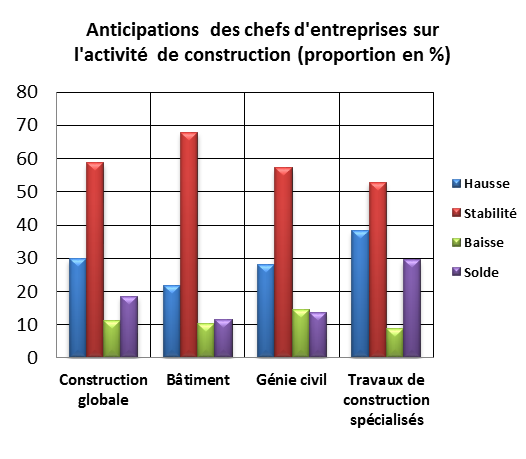 Anticipations des chefs d'entreprises sur
l'activité de construction (proportion en %)
80
70
60
50
40
30
20
10
0
Hausse
Stabilité
Baisse
Solde
Construction
globale
Bâtiment
Génie civil
Travaux de
construction
spécialisés